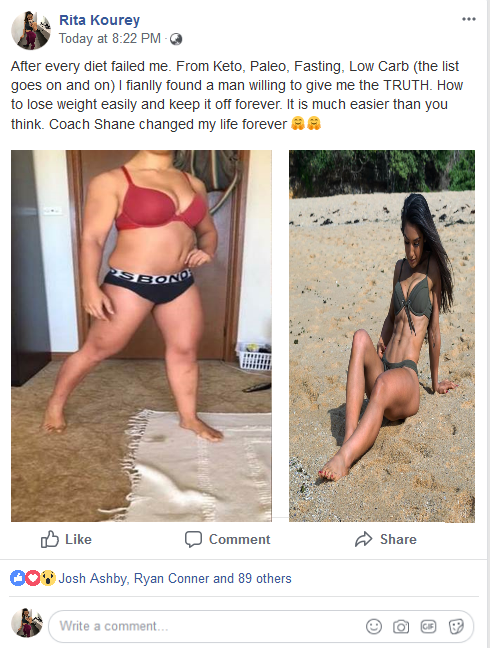 Rita Kourey
Today at 8:22 PM ·
After every diet failed me. From Keto, Paleo, Fasting, Low Carb (the list
goes on and on) I fianlly found a man willing to give me the TRUTH. How
to lose weight easily and keep it off forever. It is much easier than you
think. Coach Shane changed my life forever 🤗🤗
SBOND
Like Comment Share
Josh Ashby, Ryan Conner and 89 others
Write a comment...
GIF